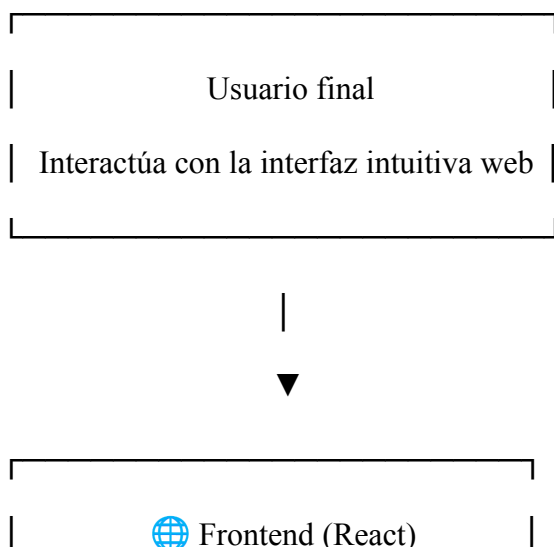 Usuario final
Interactúa con la interfaz intuitiva web
🌐 Frontend (React)